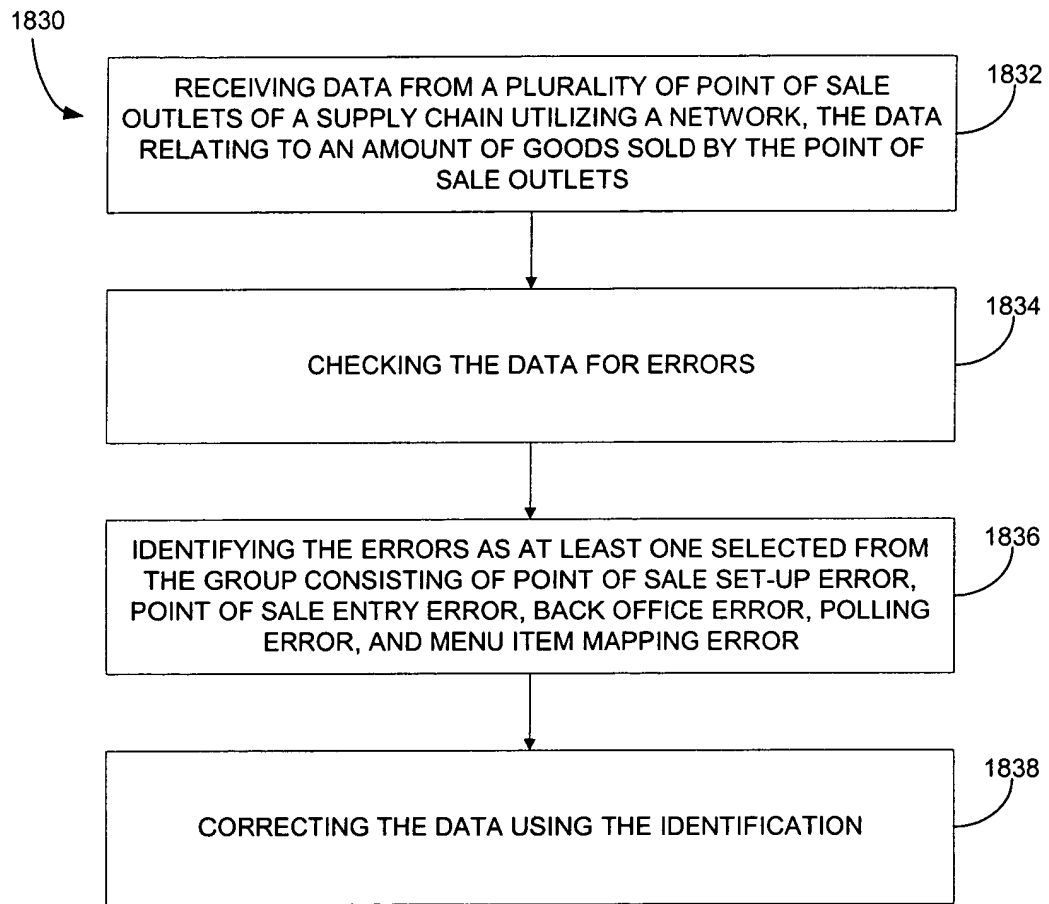 1830
1832
RECEIVING DATA FROM A PLURALITY OF POINT OF SALE
OUTLETS OF A SUPPLY CHAIN UTILIZING A NETWORK, THE DATA
RELATING TO AN AMOUNT OF GOODS SOLD BY THE POINT OF
SALE OUTLETS
1834
CHECKING THE DATA FOR ERRORS
1836
IDENTIFYING THE ERRORS AS AT LEAST ONE SELECTED FROM
THE GROUP CONSISTING OF POINT OF SALE SET-UP ERROR,
POINT OF SALE ENTRY ERROR, BACK OFFICE ERROR, POLLING
ERROR, AND MENU ITEM MAPPING ERROR
1838
CORRECTING THE DATA USING THE IDENTIFICATION